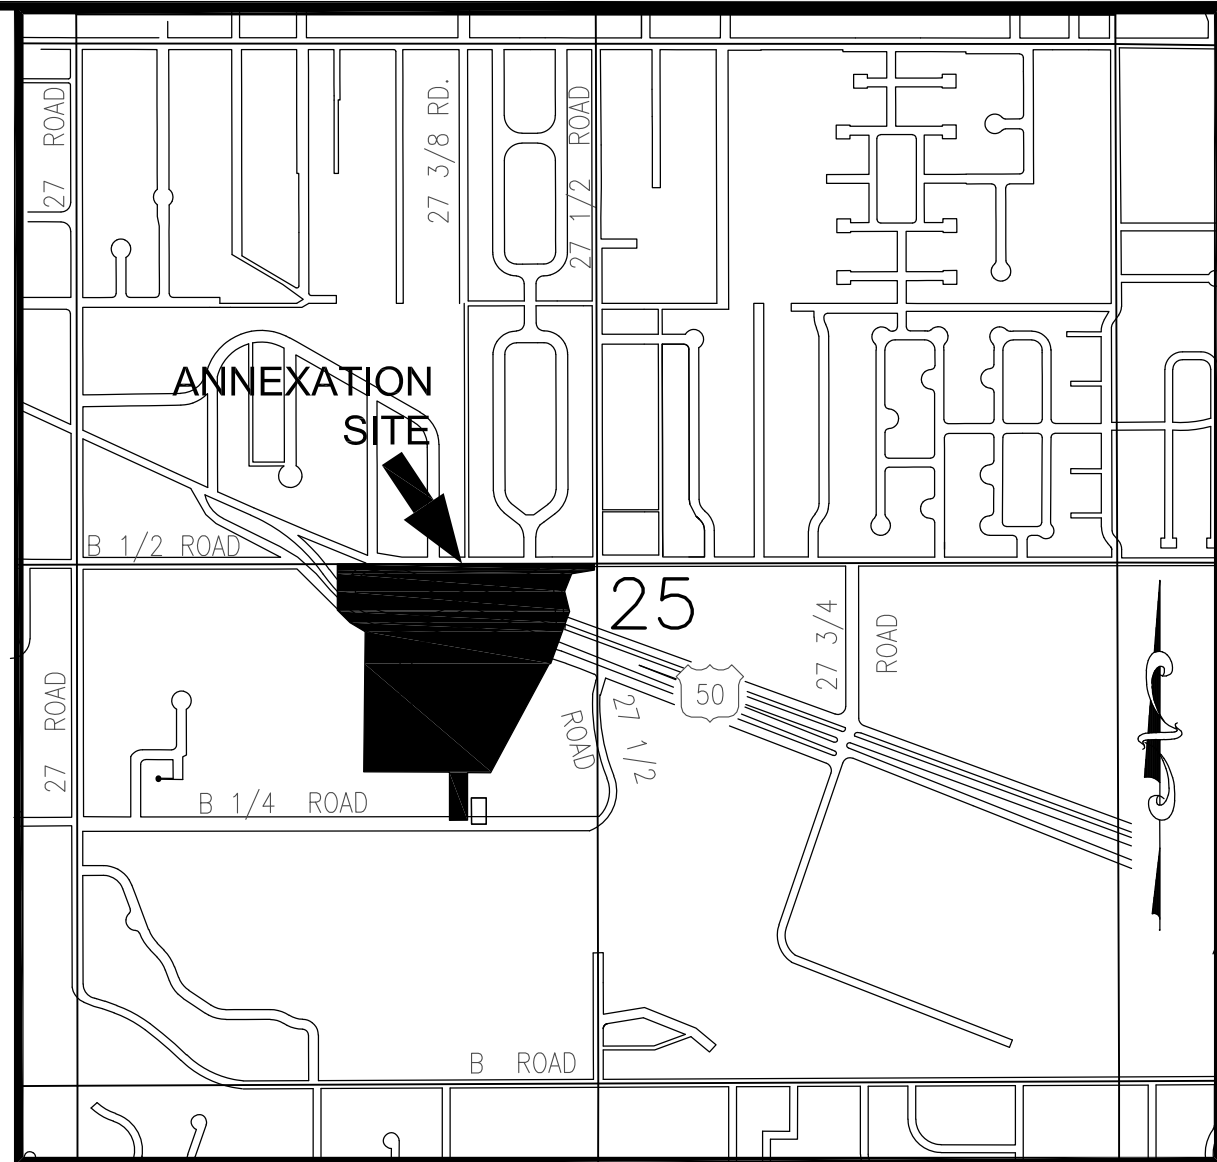 27 ROAD
27 3/8 RD.
27 1/2 ROAD
ANNEXATION
SITE
B 1/2 ROAD
25
27 3/4
ROAD
27 ROAD
50
27 1/2
ROAD
B 1/4 ROAD
B ROAD